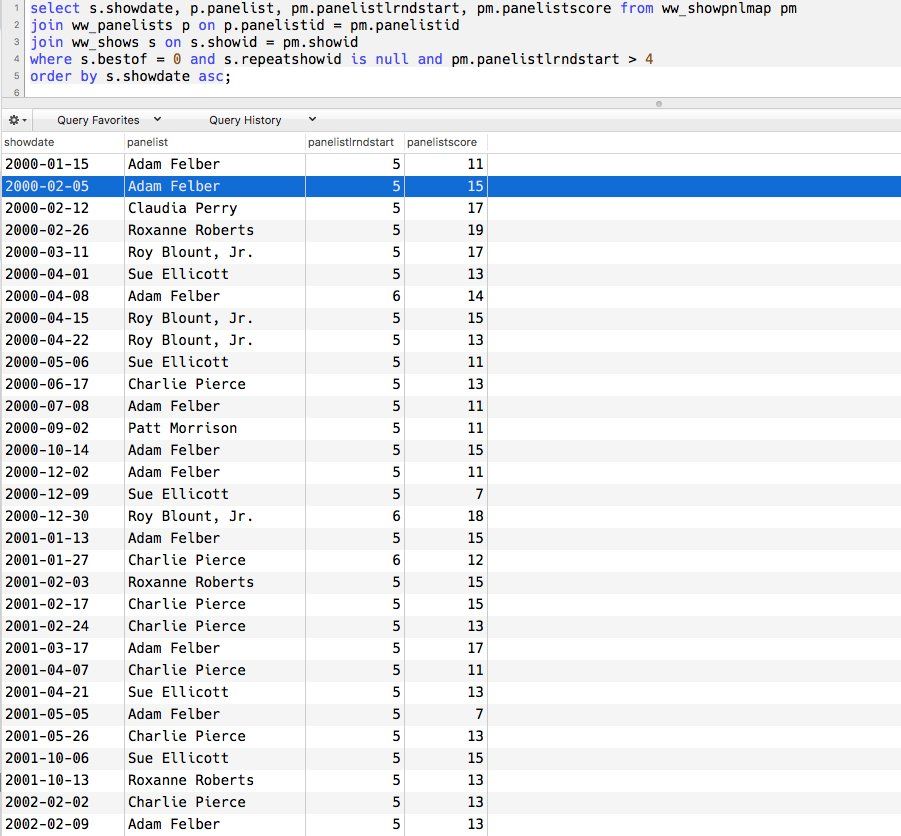 1 select s.showdate, p.panelist, pm.panelistlrndstart, pm.panelistscore from ww_showpnlmap pm
2 join ww_panelists p on p.panelistid = pm.panelistid
3 join ww_shows s on s.showid = pm.showid
4 where s.bestof = 0 and s.repeatshowid is null and pm.panelistlrndstart > 4
5 order by s.showdate asc;
6
Query Favorites Query History
showdate panelist panelistlrndstart panelistscore
2000-01-15 Adam Felber 5 11
2000-02-05 Adam Felber 5 15
2000-02-12 Claudia Perry 5 17
2000-02-26 Roxanne Roberts 5 19
2000-03-11 Roy Blount, Jr. 5 17
2000-04-01 Sue Ellicott 5 13
2000-04-08 Adam Felber 6 14
2000-04-15 Roy Blount, Jr. 5 15
2000-04-22 Roy Blount, Jr. 5 13
2000-05-06 Sue Ellicott 5 11
2000-06-17 Charlie Pierce 5 13
2000-07-08 Adam Felber 5 11
2000-09-02 Patt Morrison 5 11
2000-10-14 Adam Felber 5 15
2000-12-02 Adam Felber 5 11
2000-12-09 Sue Ellicott 5 7
2000-12-30 Roy Blount, Jr. 6 18
2001-01-13 Adam Felber 5 15
2001-01-27 Charlie Pierce 6 12
2001-02-03 Roxanne Roberts 5 15
2001-02-17 Charlie Pierce 5 15
2001-02-24 Charlie Pierce 5 13
2001-03-17 Adam Felber 5 17
2001-04-07 Charlie Pierce 5 11
2001-04-21 Sue Ellicott 5 13
2001-05-05 Adam Felber 5 7
2001-05-26 Charlie Pierce 5 13
2001-10-06 Sue Ellicott 5 15
2001-10-13 Roxanne Roberts 5 13
2002-02-02 Charlie Pierce 5 13
2002-02-09 Adam Felber 5 13